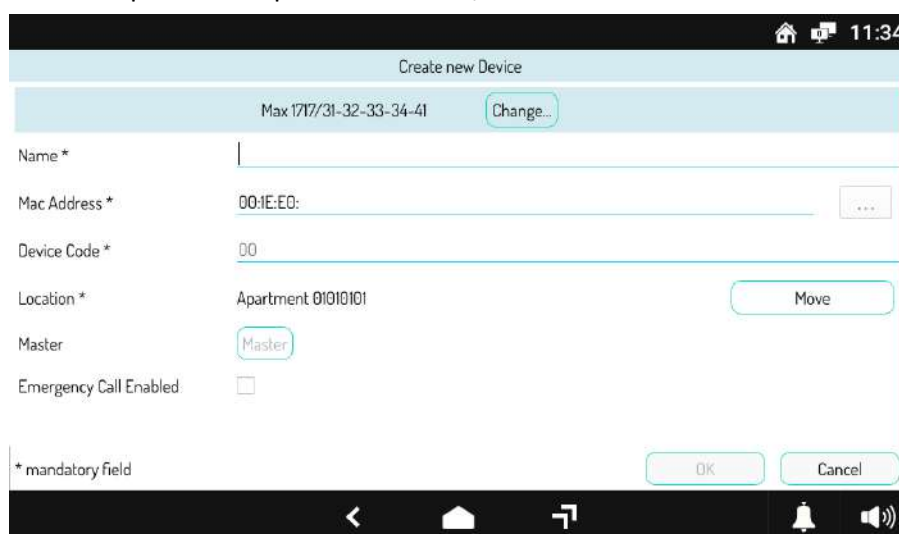 11:34
Create new Device
Max 1717/31-32-33-34-41 Change...
Name *
Mac Address * 00:1E:E0: ...
Device Code * 00
Location * Apartment 01010101 Move
Master Master
Emergency Call Enabled
* mandatory field OK Cancel